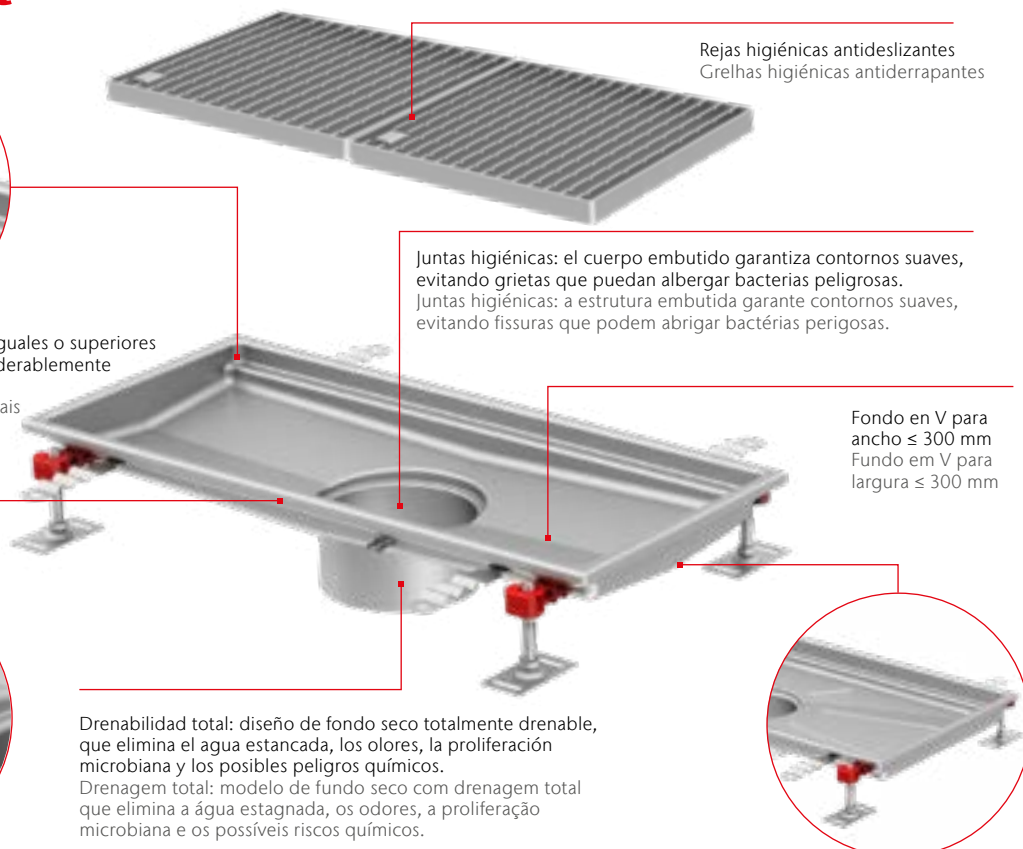 Rejas higiénicas antideslizantes
Grelhas higiénicas antiderrapantes
Juntas higiénicas: el cuerpo embutido garantiza contornos suaves,
evitando grietas que puedan albergar bacterias peligrosas.
Juntas higiénicas: a estrutura embutida garante contornos suaves,
evitando fissuras que podem abrigar bactérias perigosas.
guales o superiores
derablemente
ais
Fondo en V para
ancho ≤ 300 mm
Fundo em V para
largura ≤ 300 mm
Drenabilidad total: diseño de fondo seco totalmente drenable,
que elimina el agua estancada, los olores, la proliferación
microbiana y los posibles peligros químicos.
Drenagem total: modelo de fundo seco com drenagem total
que elimina a água estagnada, os odores, a proliferação
microbiana e os possíveis riscos químicos.